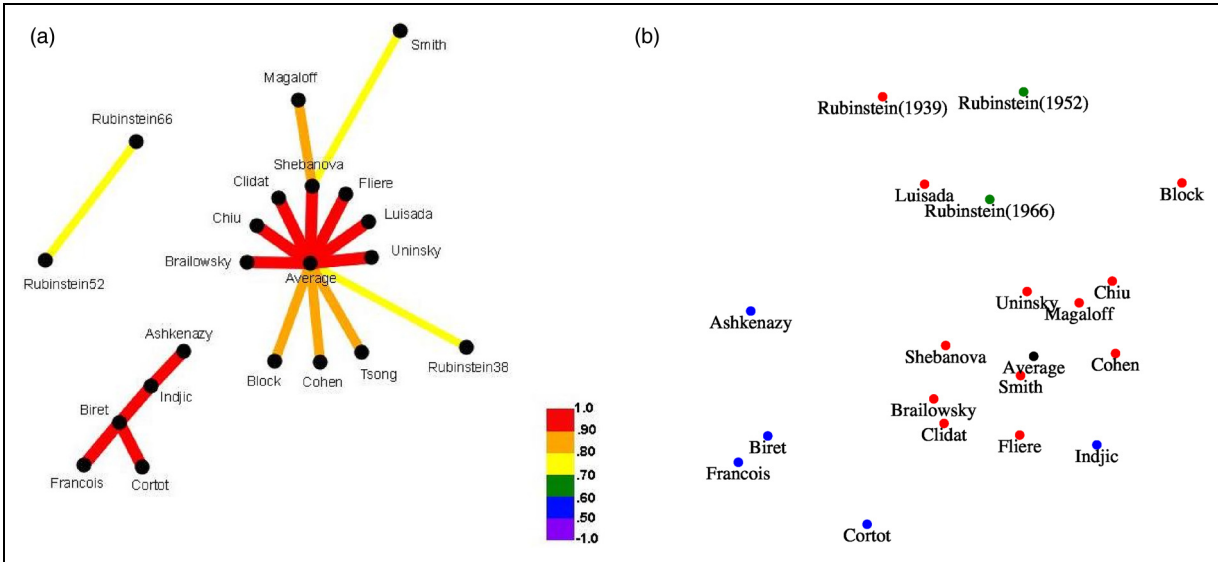 (a)
Smith
Magaloff
Rubinstein66
Shebanova
Clidat
Fliere
Chiu
Luisada
Brailowsky
Uninsky
Average
Rubinstein52
Ashkenazy
Indjic
Block
Cohen
Tsong
Rubinstein38
Biret
Francois
Cortot
1.0
.90
.80
.70
.60
.50
-1.0
(b)
Rubinstein(1939)
Rubinstein(1952)
Luisada
Rubinstein(1966)
Block
Chiu
Uninsky
Magaloff
Ashkenazy
Shebanova
Average
Cohen
Smith
Brailowsky
Clidat
Fliere
Indjic
Biret
Francois
Cortot